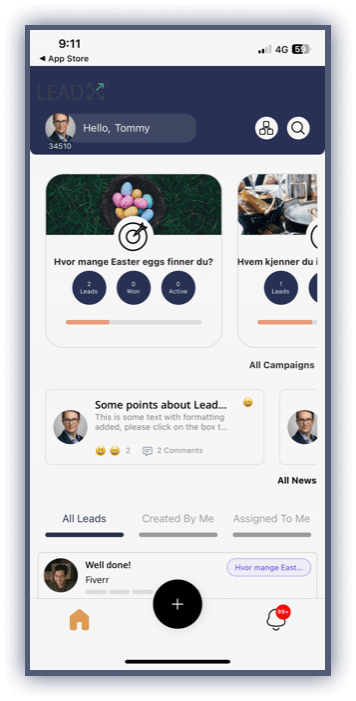 9:11
4G 59
◀ App Store
LEAD
Hello, Tommy
34510
Hvor mange Easter eggs finner du?
2
Leads
0
Won
0
Active
Hvem kjenner du i
1
Leads
All Campaigns
Some points about Lead...
This is some text with formatting
added, please click on the box t...
2
2 Comments
All News
All Leads
Created By Me
Assigned To Me
Well done!
Fiverr
Hvor mange East...
99+